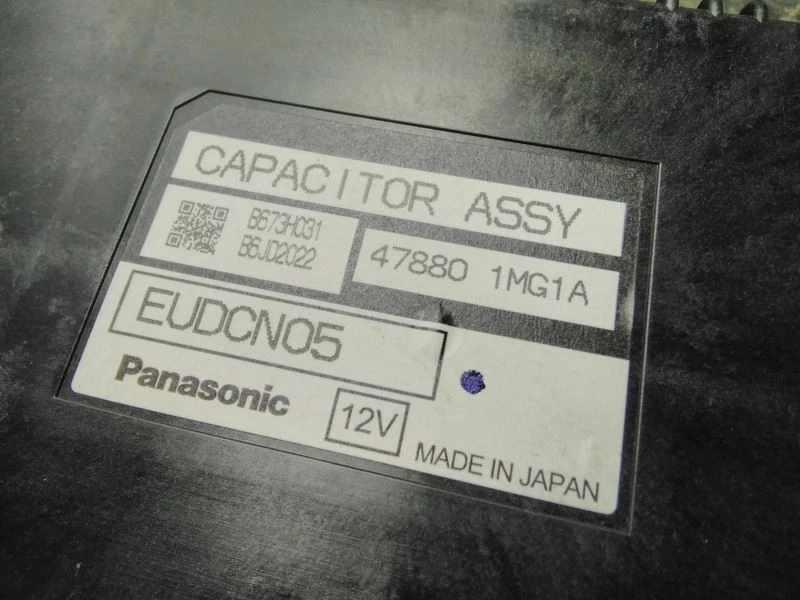 CAPACITOR ASSY
B673H031
B6JD2022
47880 1MG1A
EUDCN05
Panasonic
12V
MADE IN JAPAN